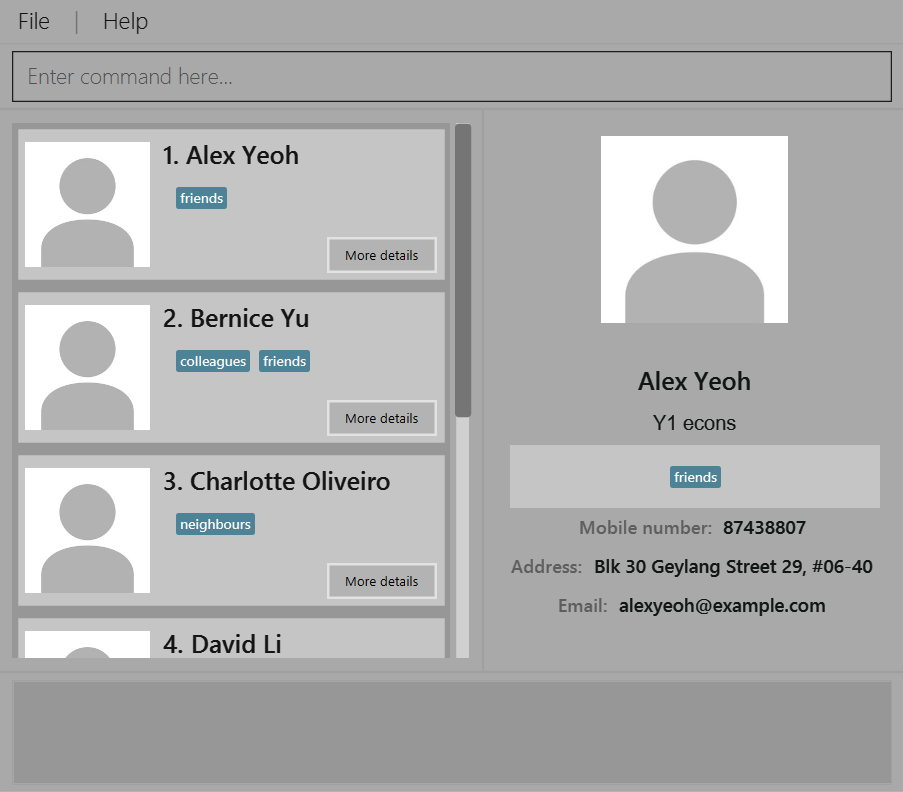 File | Help
Enter command here...
1. Alex Yeoh
friends
More details
2. Bernice Yu
colleagues friends
More details
3. Charlotte Oliveiro
neighbours
More details
4. David Li
Alex Yeoh
Y1 econs
friends
Mobile number: 87438807
Address: Blk 30 Geylang Street 29, #06-40
Email: alexyeoh@example.com